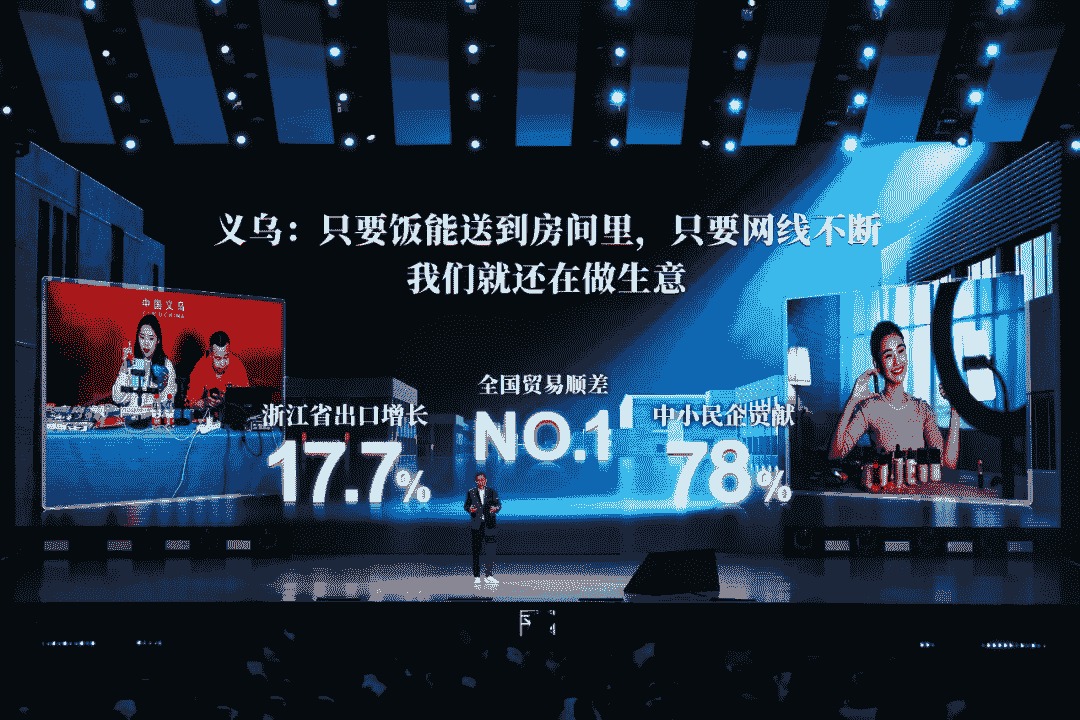 义乌：只要饭能送到房间里，只要网线不断
我们就还在做生意
中国义乌
全国贸易顺差
NO.1
浙江省出口增长
17.7%
中小民企贡献
78%